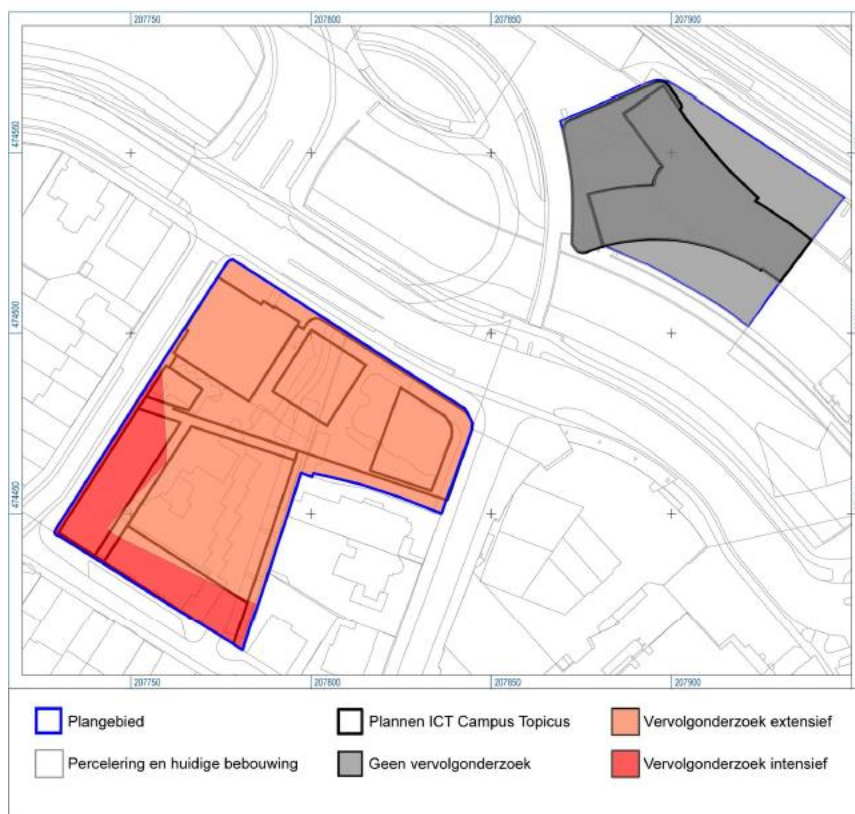 207750 207800 207850 207900
474550
474500
474450
207750 207800 207850 207900
Plangebied
Plannen ICT Campus Topicus
Vervolgonderzoek extensief
Percelering en huidige bebouwing
Geen vervolgonderzoek
Vervolgonderzoek intensief